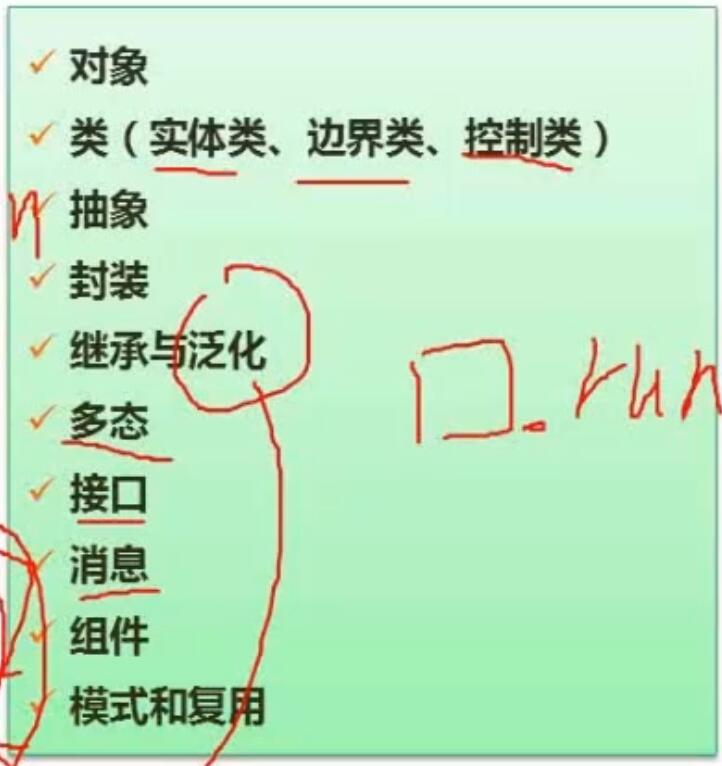 对象
类（实体类、边界类、控制类）
抽象
封装
继承与泛化
多态
□.run
接口
消息
组件
模式和复用